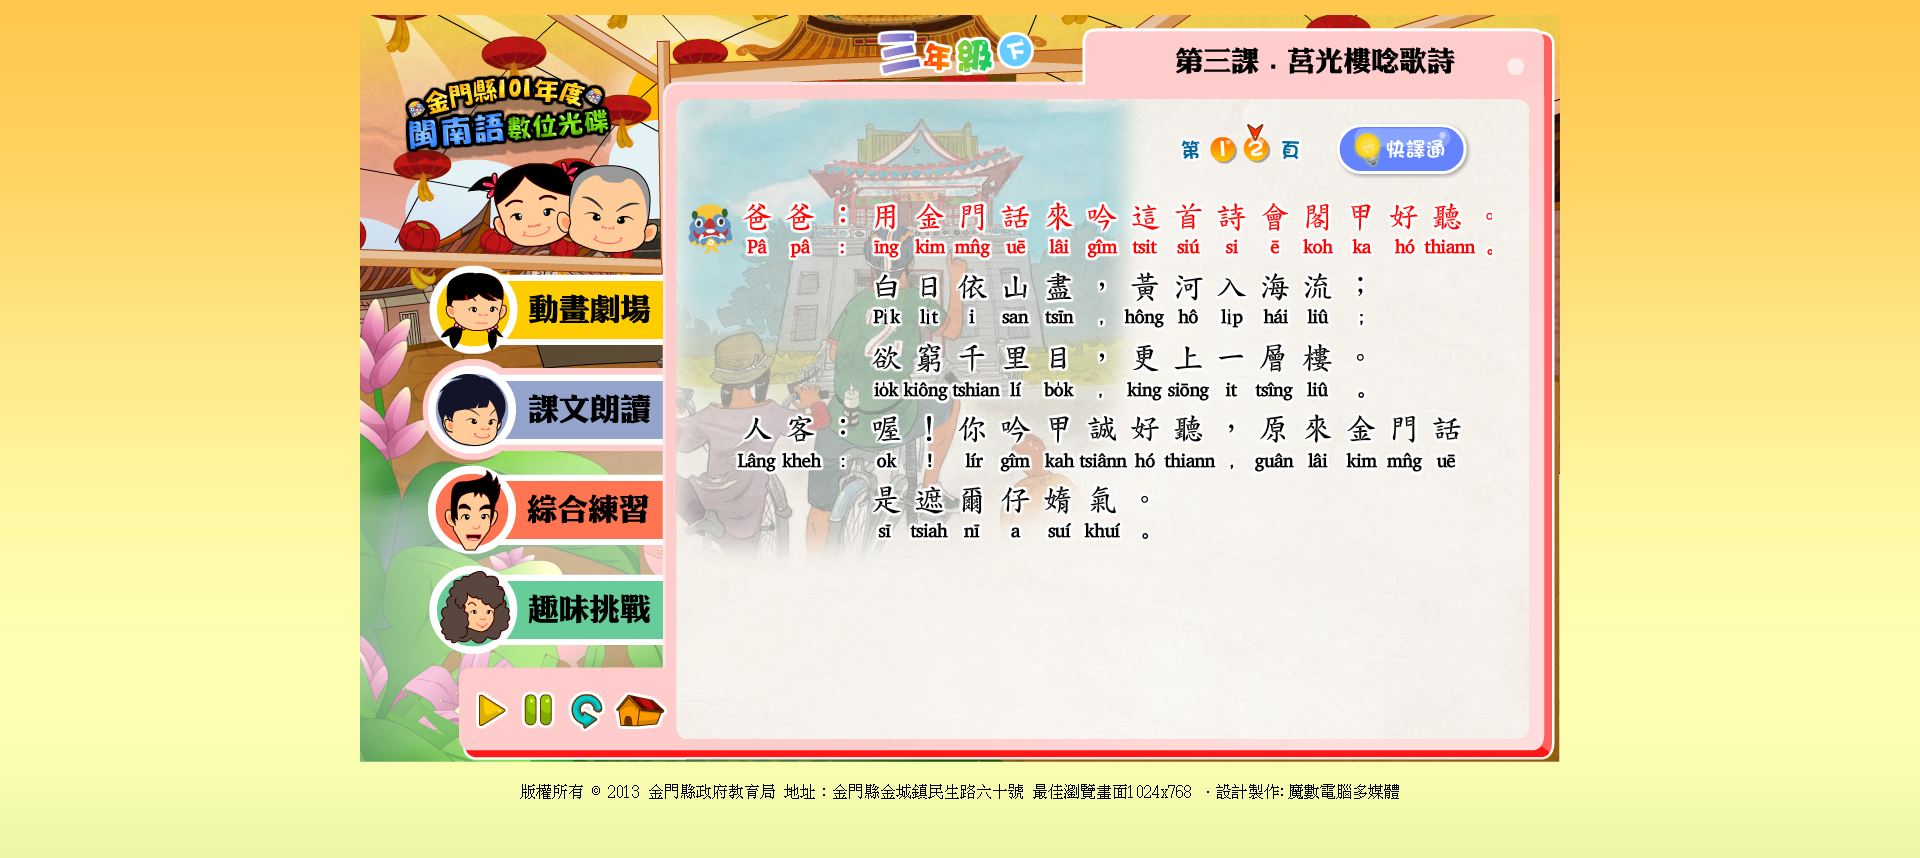 金門縣101年度
閩南語數位光碟
三年級 下
第三課．莒光樓唸歌詩
第 1 2 頁
快譯通
爸爸：用金門話來吟這首詩會閣甲好聽。
Pâ pâ : īng kim mn̂g uē lâi gîm tsit siú si ē koh ka hó thiann 。
白日依山盡，黃河入海流；
Pi̍k li̍t i san tsīn , hông hô li̍p hái liû ;
欲窮千里目，更上一層樓。
io̍k kiông tshian lí bo̍k , king siōng it tsîng liû 。
人客：喔！你吟甲誠好聽，原來金門話
Lâng kheh : ok ! lír gîm kah tsiânn hó thiann , guân lâi kim mn̂g uē
是遮爾仔媠氣。
sī tsiah nī a suí khuí 。
動畫劇場
課文朗讀
綜合練習
趣味挑戰
版權所有 © 2013 金門縣政府教育局 地址：金門縣金城鎮民生路六十號 最佳瀏覽畫面1024x768 ‧設計製作: 魔數電腦多媒體